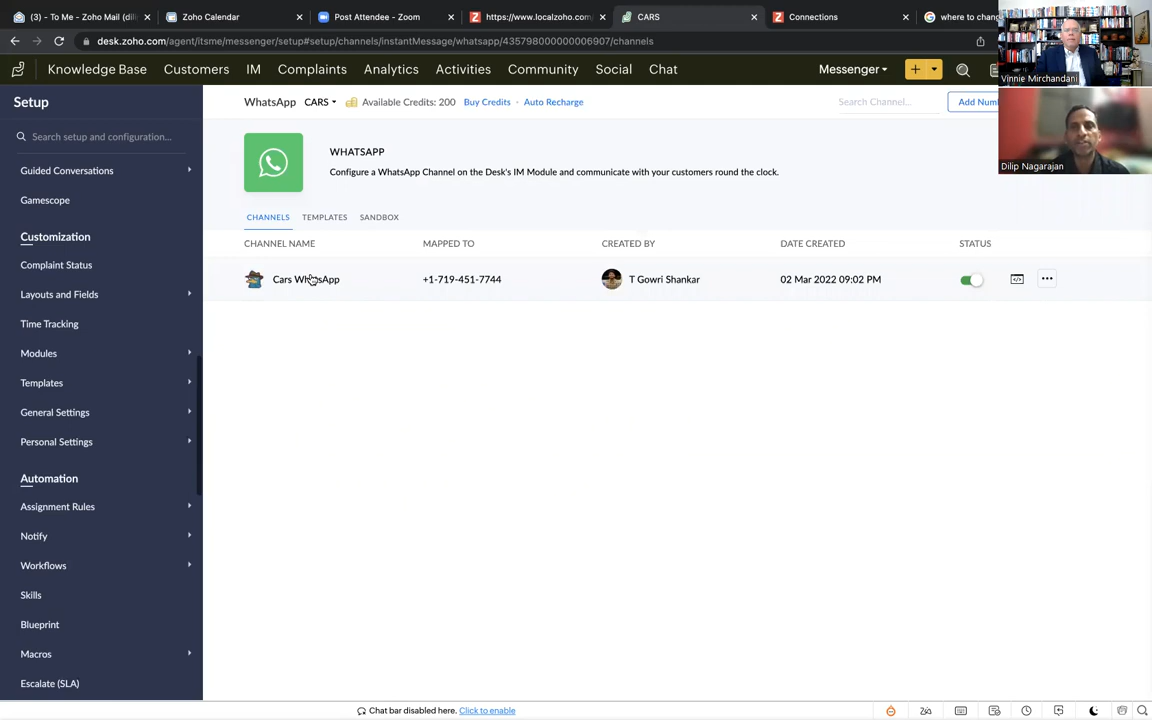 (3) - To Me - Zoho Mail (dili
Zoho Calendar
Post Attendee - Zoom
https://www.localzoho.com/
CARS
Connections
where to chang
desk.zoho.com/agent/itsme/messenger/setup#setup/channels/instantMessage/whatsapp/435798000000006907/channels
Knowledge Base Customers IM Complaints Analytics Activities Community Social Chat Messenger
Vinnie Mirchandani
Dilip Nagarajan
Setup
Search setup and configuration...
Guided Conversations
Gamescope
Customization
Complaint Status
Layouts and Fields
Time Tracking
Modules
Templates
General Settings
Personal Settings
Automation
Assignment Rules
Notify
Workflows
Skills
Blueprint
Macros
Escalate (SLA)
WhatsApp CARS Available Credits: 200 Buy Credits · Auto Recharge Search Channel... Add Num
WHATSAPP
Configure a WhatsApp Channel on the Desk's IM Module and communicate with your customers round the clock.
CHANNELS TEMPLATES SANDBOX
CHANNEL NAME MAPPED TO CREATED BY DATE CREATED STATUS
Cars WhatsApp +1-719-451-7744 T Gowri Shankar 02 Mar 2022 09:02 PM
Chat bar disabled here. Click to enable